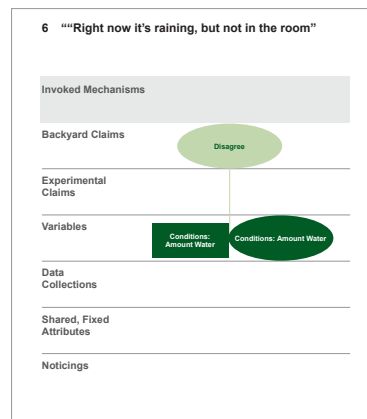 6 ““Right now it’s raining, but not in the room”
Invoked Mechanisms
Backyard Claims
Disagree
Experimental
Claims
Variables
Conditions:
Amount Water
Conditions: Amount Water
Data
Collections
Shared, Fixed
Attributes
Noticings